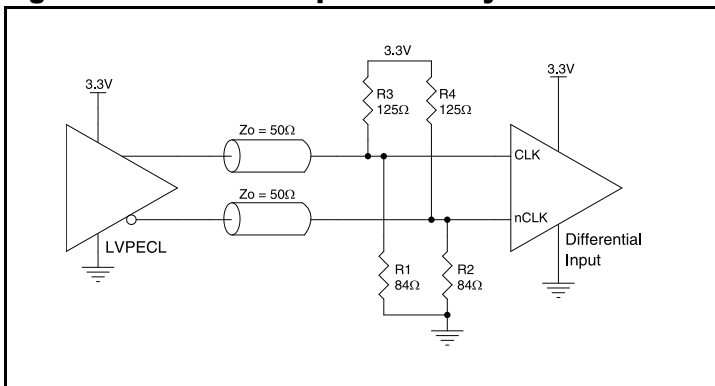 3.3V
3.3V
3.3V
R3
125Ω
R4
125Ω
Zo = 50Ω
CLK
Zo = 50Ω
nCLK
LVPECL
Differential
Input
R1
84Ω
R2
84Ω